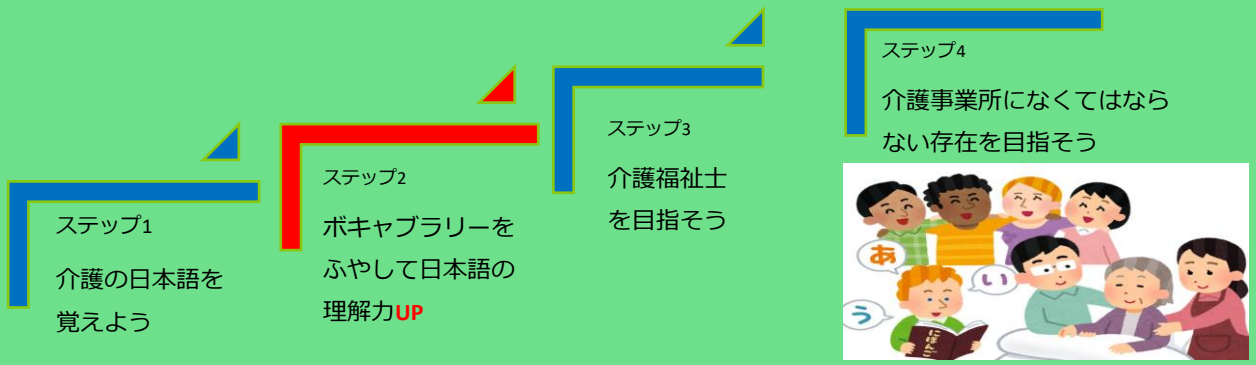 ステップ1
介護の日本語を
覚えよう
ステップ2
ボキャブラリーを
ふやして日本語の
理解力UP
ステップ3
介護福祉士
を目指そう
ステップ4
介護事業所になくてはなら
ない存在を目指そう
あ
い
う
にほんご